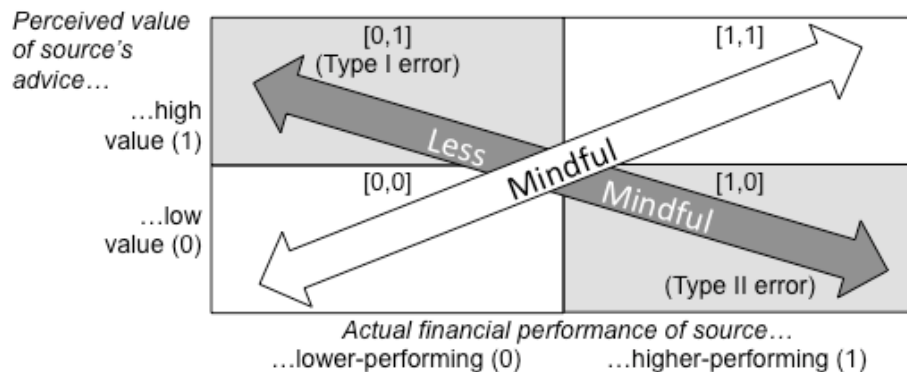 Perceived value
of source's
advice…
…high
value (1)
…low
value (0)
[0,1]
(Type I error)
[1,1]
Less
Mindful
Mindful
[0,0]
[1,0]
(Type II error)
Actual financial performance of source…
…lower-performing (0)
…higher-performing (1)